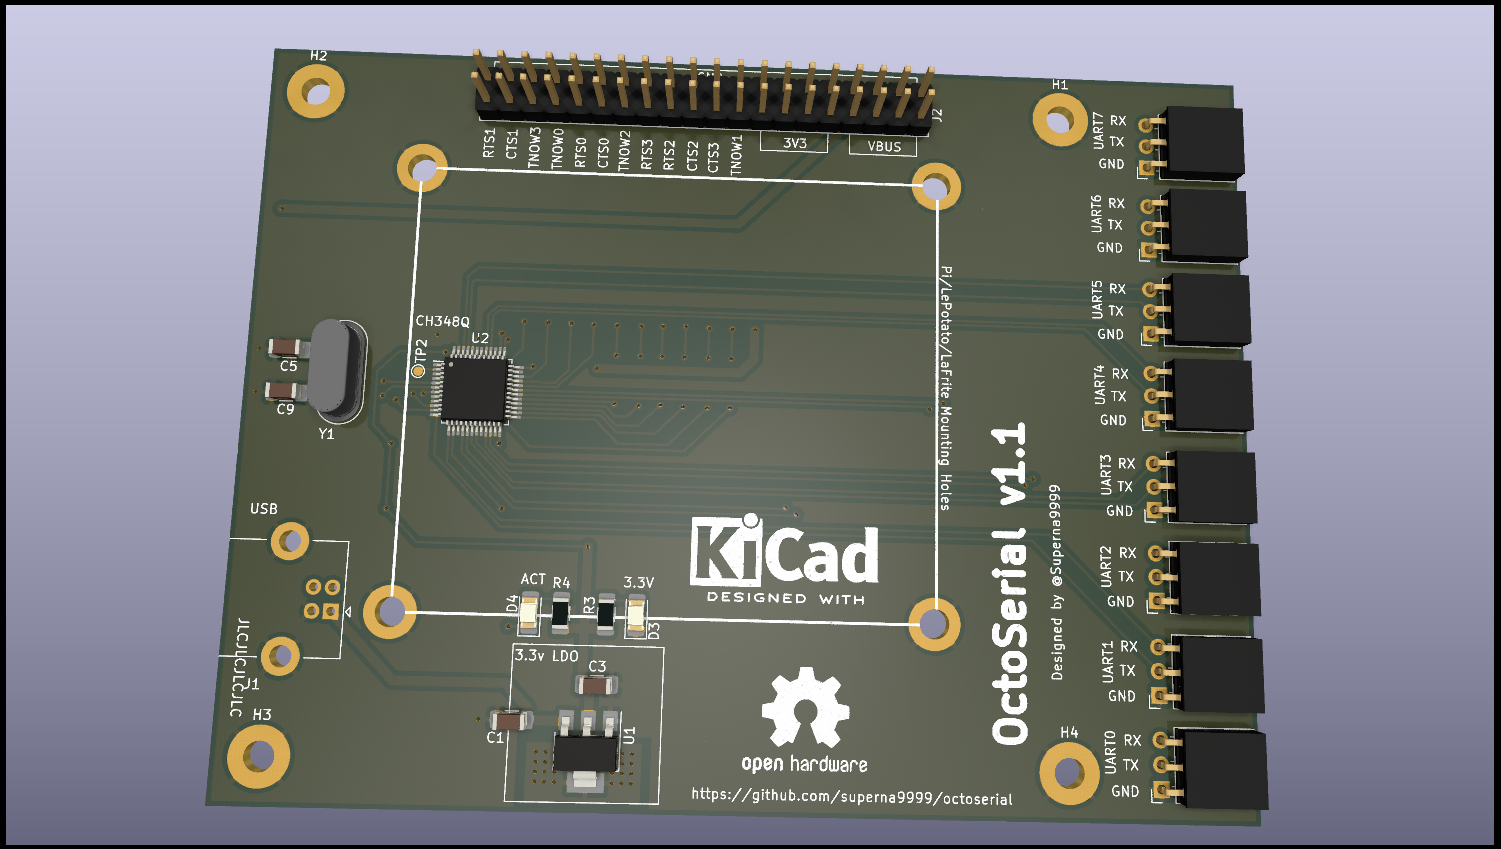 H2
H1
J2
RTS1
CTS1
TNOW3
TNOW0
RTS0
CTS0
TNOW2
RTS3
RTS2
CTS2
CTS3
TNOW1
3V3
VBUS
UART7
RX
TX
GND
UART6
RX
TX
GND
UART5
RX
TX
GND
UART4
RX
TX
GND
UART3
RX
TX
GND
UART2
RX
TX
GND
UART1
RX
TX
GND
UART0
RX
TX
GND
CH348Q
U2
TP2
C5
C9
Y1
Pi/LePotato/LaFrite Mounting Holes
OctoSerial v1.1
Designed by @Superna9999
KiCad
DESIGNED WITH
USB
J1
JLCJLCJLCJLC
H3
ACT
D4
R4
R3
3.3V
D3
3.3v LDO
C3
C1
U1
open hardware
https://github.com/superna9999/octoserial
H4